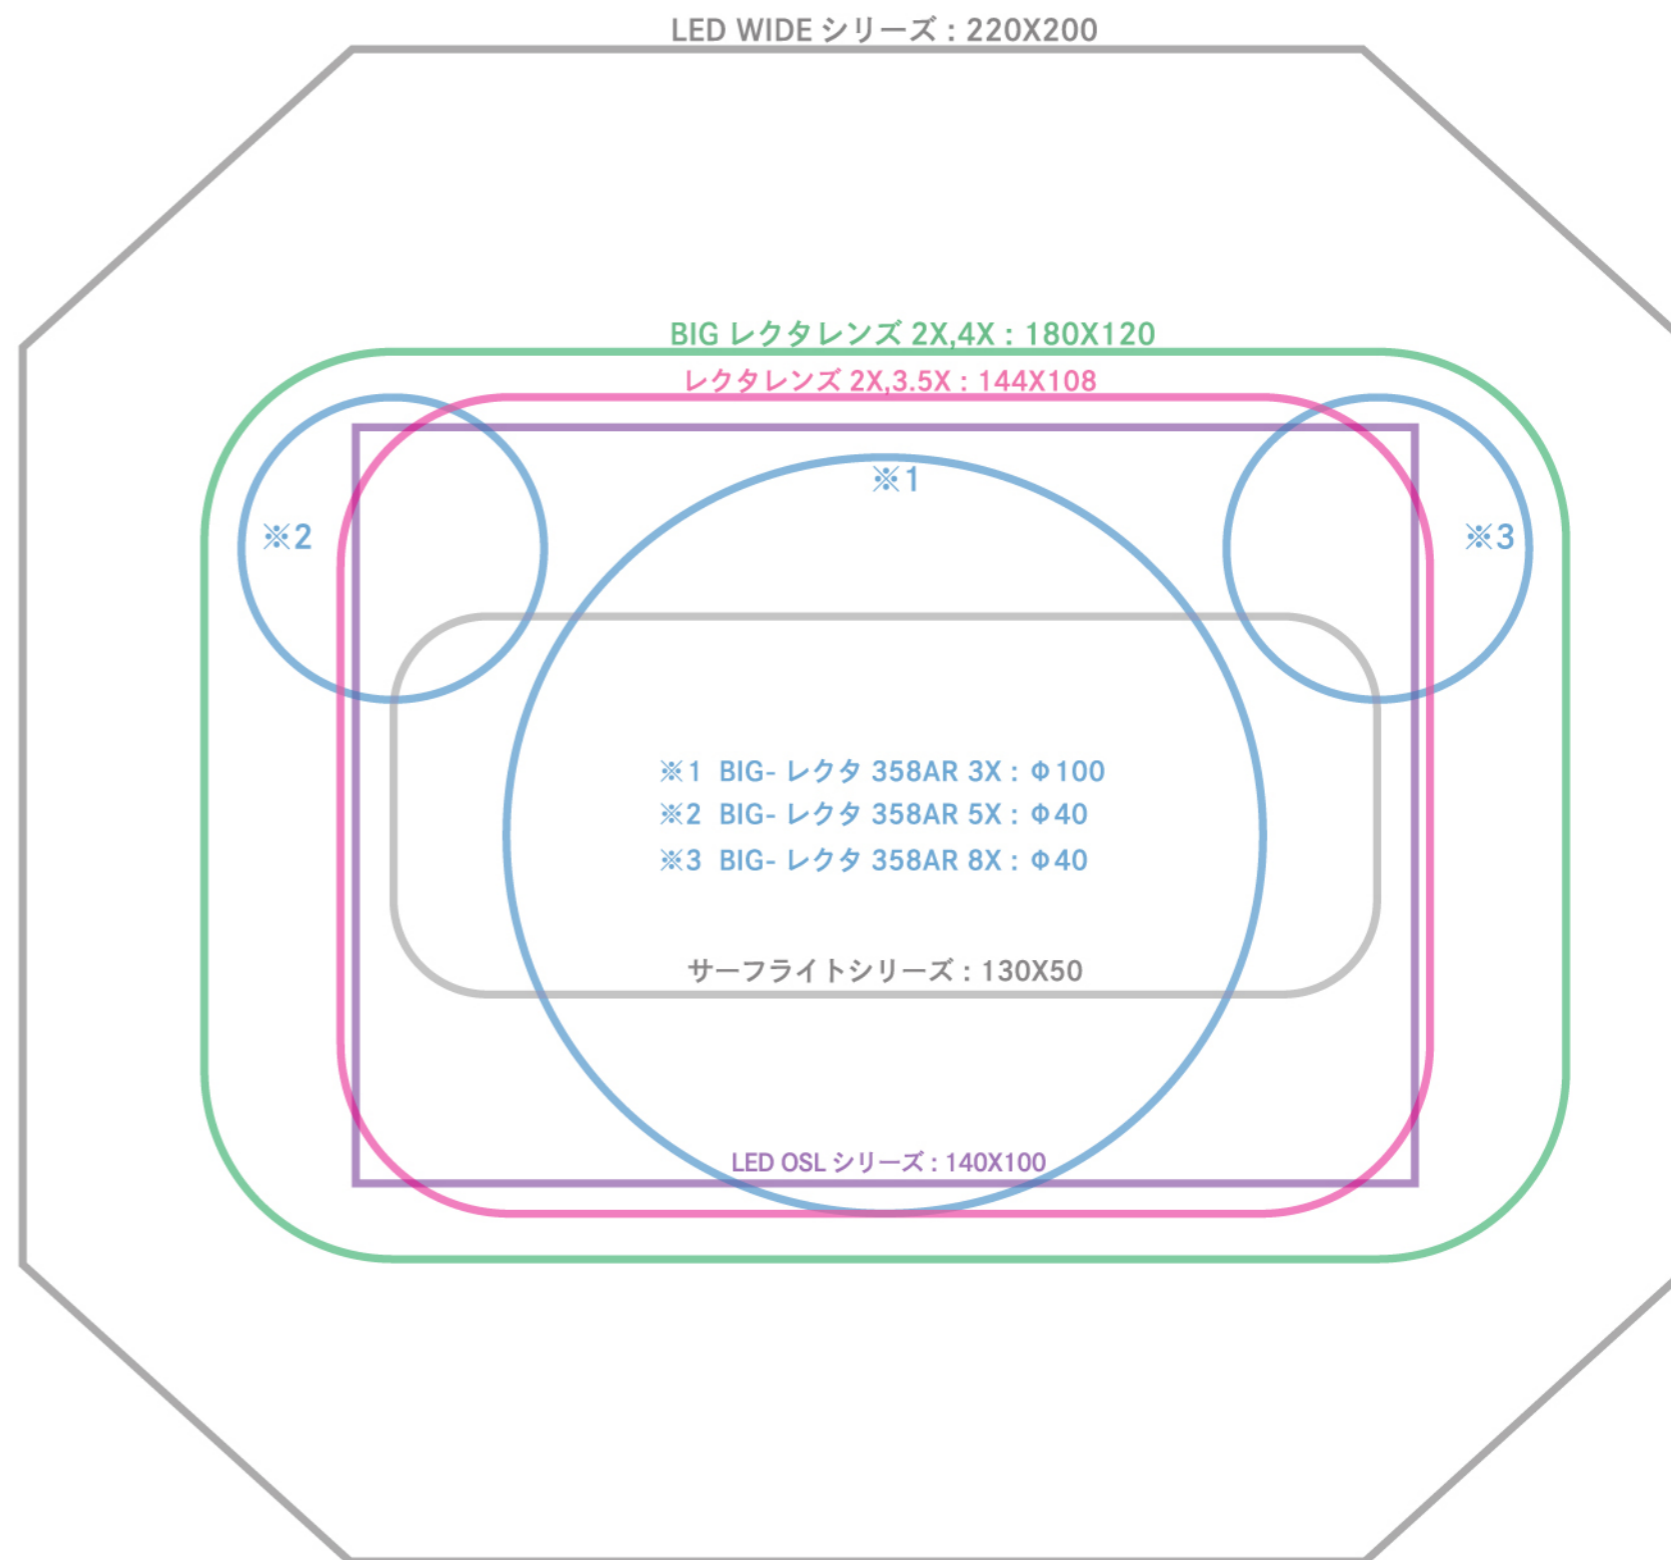 LED WIDE シリーズ : 220X200
BIG レクタレンズ 2X,4X : 180X120
レクタレンズ 2X,3.5X : 144X108
※1
※2
※3
※1 BIG- レクタ 358AR 3X : Φ100
※2 BIG- レクタ 358AR 5X : Φ40
※3 BIG- レクタ 358AR 8X : Φ40
サーフライトシリーズ : 130X50
LED OSL シリーズ : 140X100